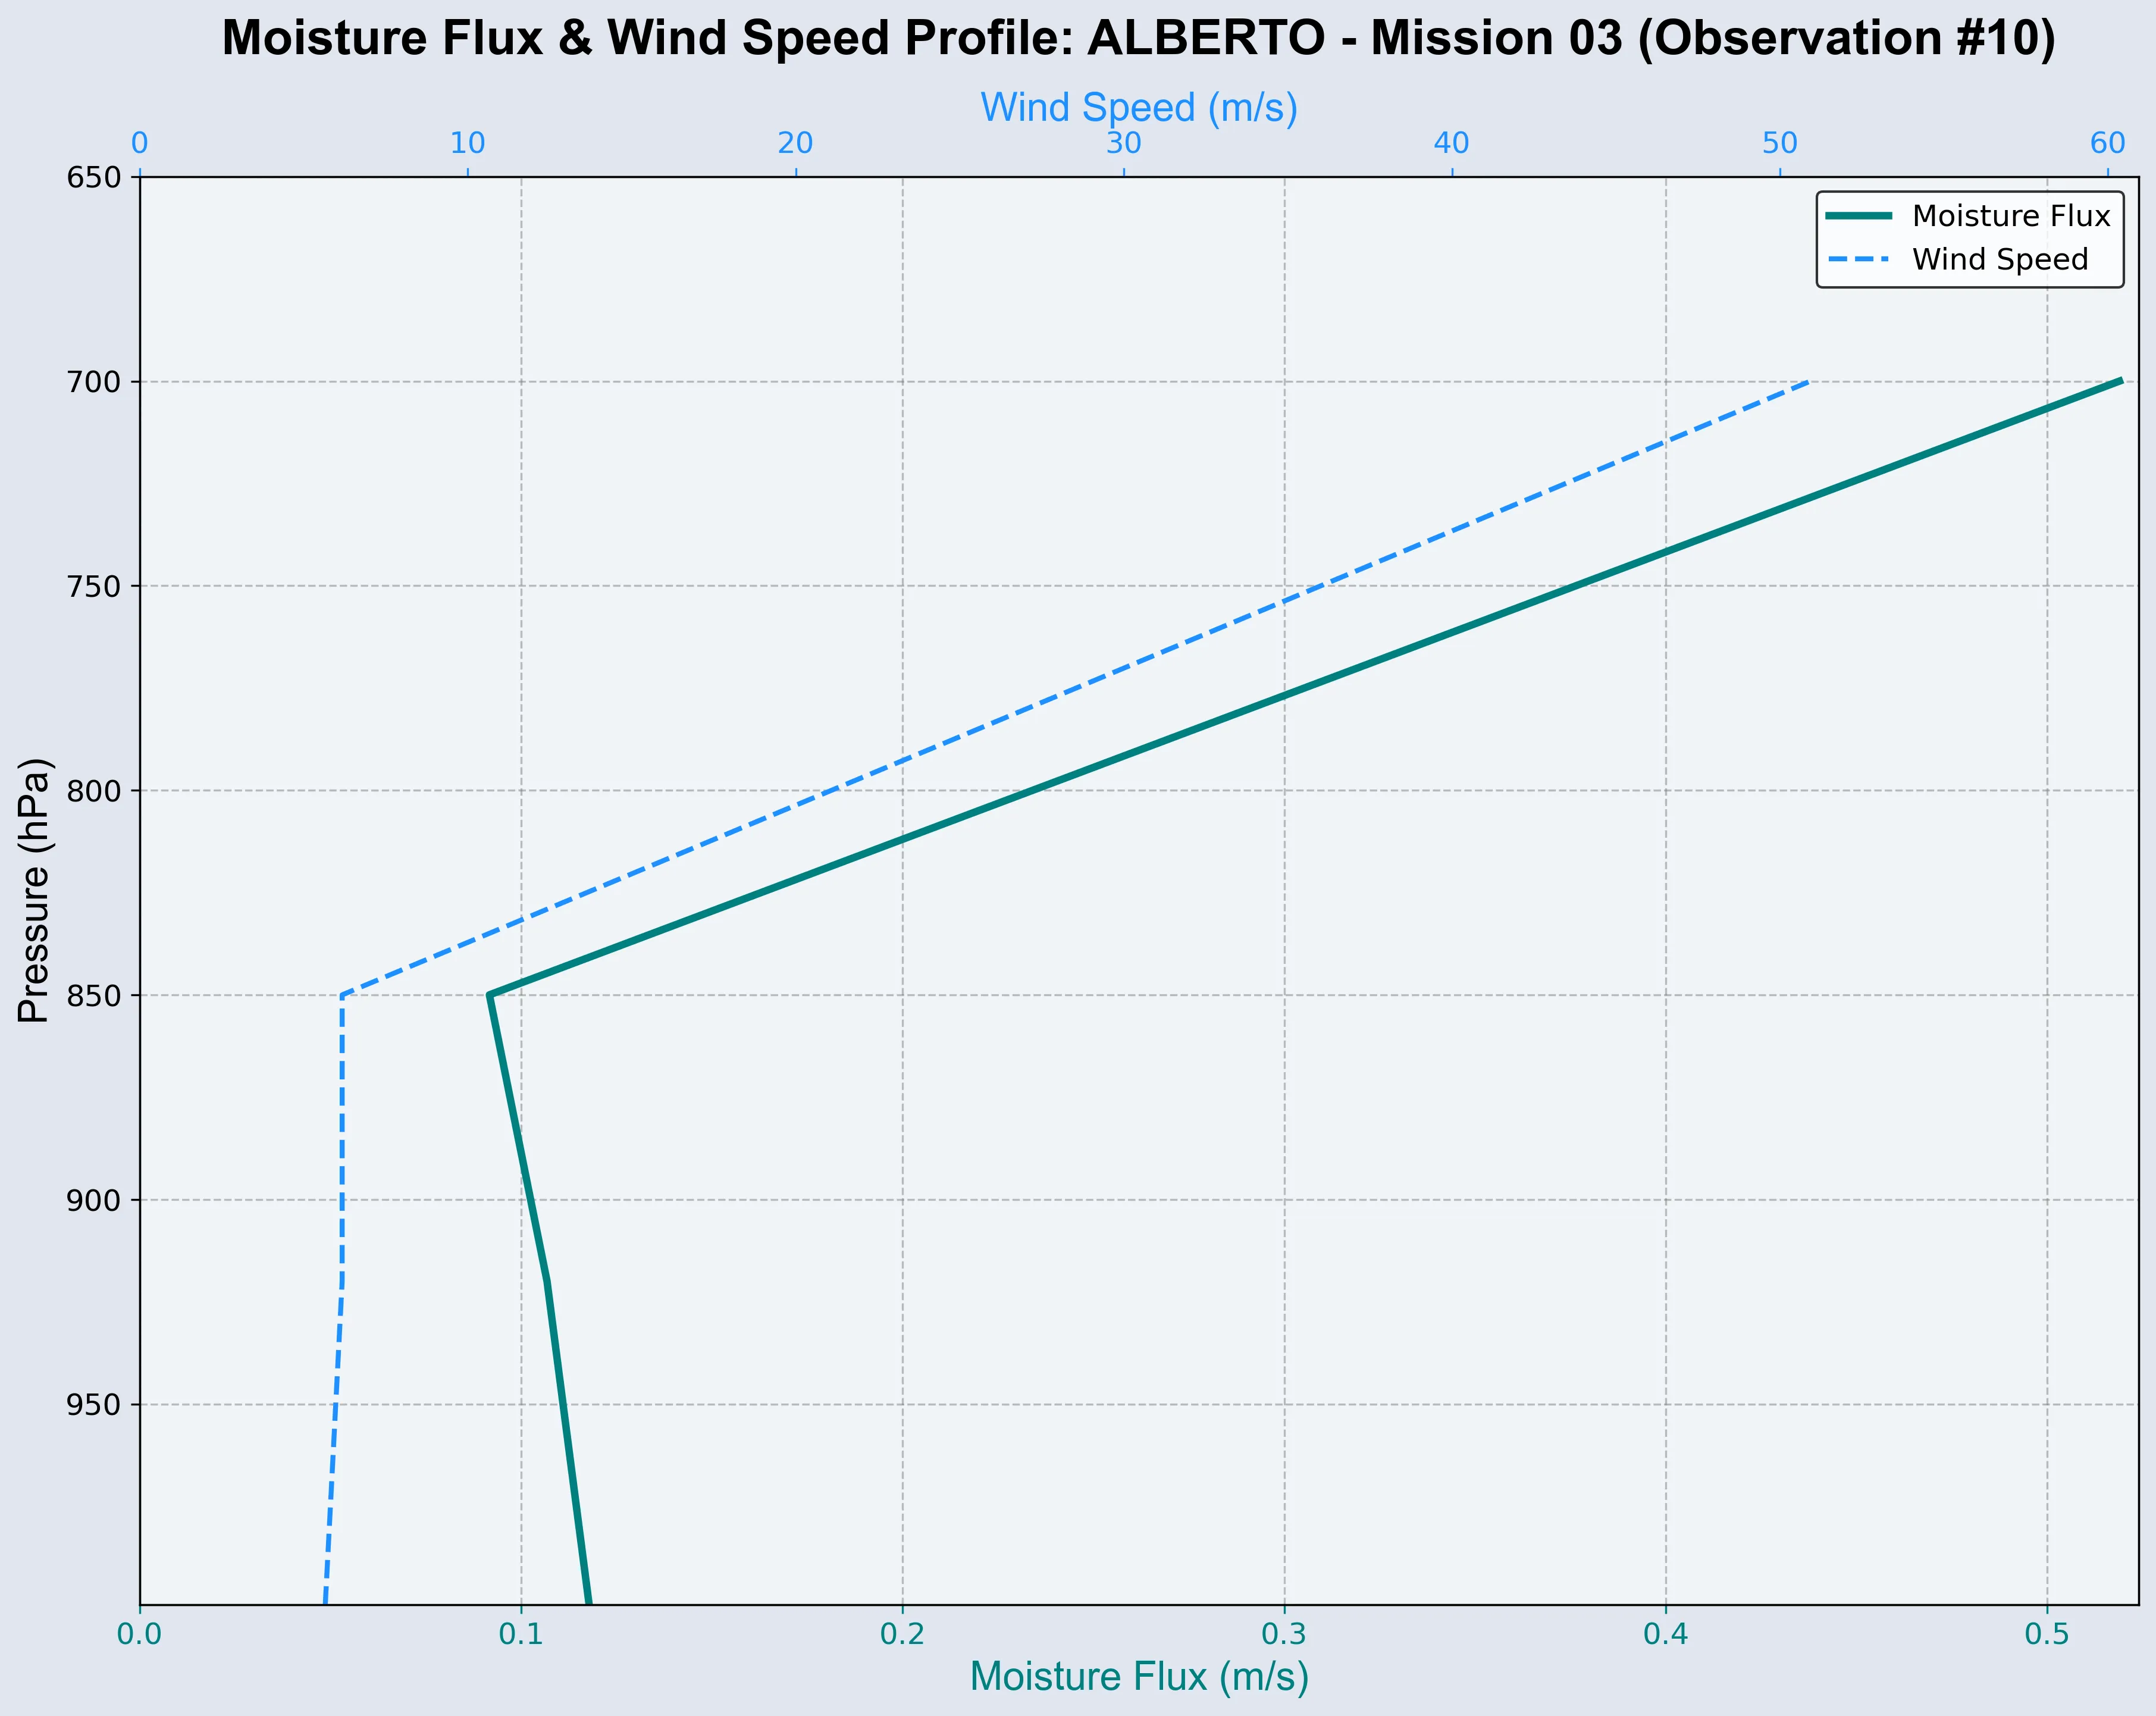 Moisture Flux & Wind Speed Profile: ALBERTO - Mission 03 (Observation #10)
Wind Speed (m/s)
0 10 20 30 40 50 60
Moisture Flux
Wind Speed
Pressure (hPa)
650
700
750
800
850
900
950
0.0 0.1 0.2 0.3 0.4 0.5
Moisture Flux (m/s)